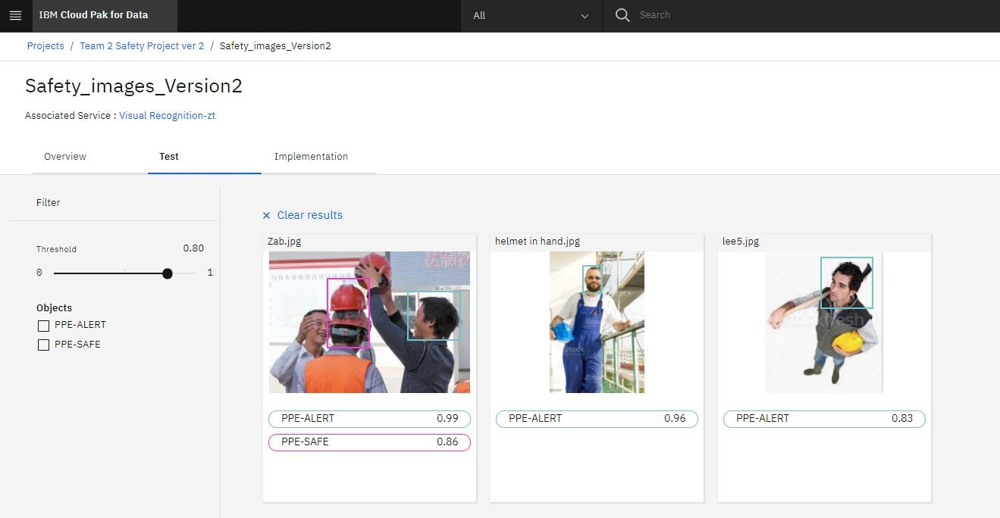 IBM Cloud Pak for Data
All
Search
Projects / Team 2 Safety Project ver 2 / Safety_images_Version2
Safety_images_Version2
Associated Service : Visual Recognition-zt
Overview
Test
Implementation
Filter
Threshold 0.80
0 1
Objects
PPE-ALERT
PPE-SAFE
× Clear results
Zab.jpg
PPE-ALERT 0.99
PPE-SAFE 0.86
helmet in hand.jpg
iStock
iStock
PPE-ALERT 0.96
lee5.jpg
PPE-ALERT 0.83